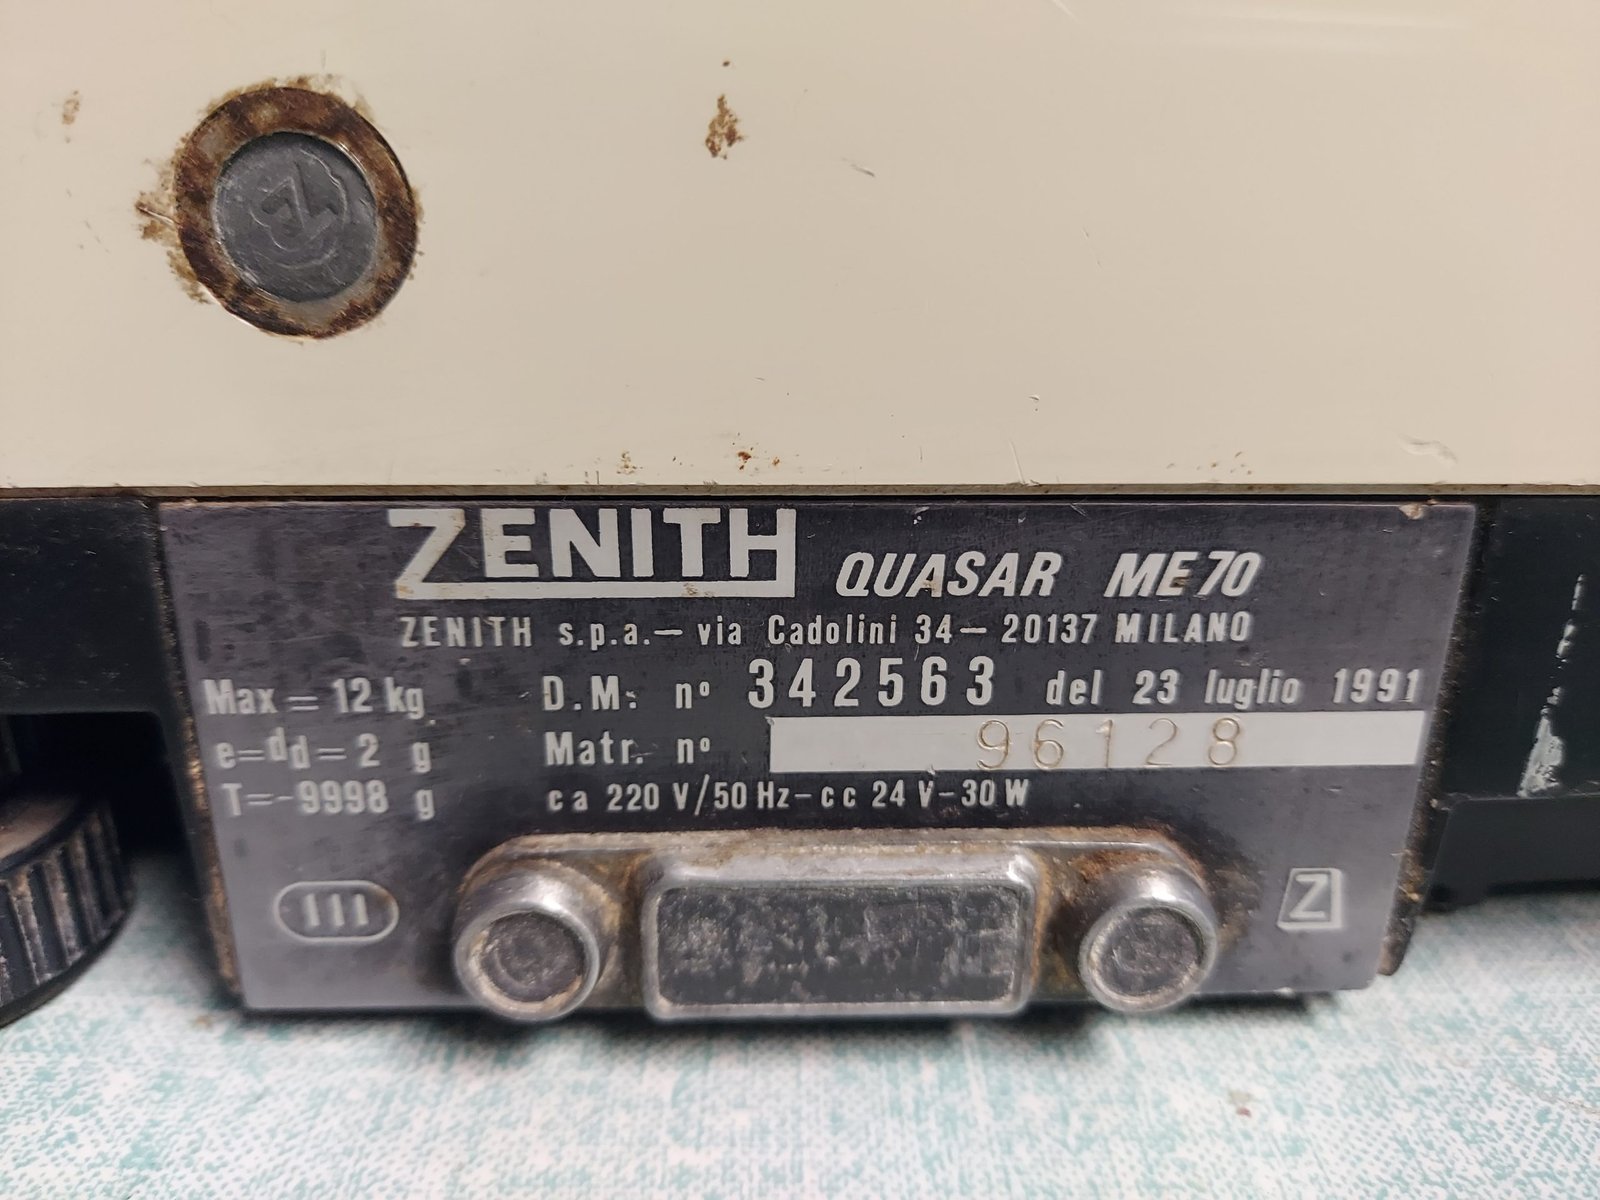 Z
ZENITH QUASAR ME70
ZENITH s.p.a.– via Cadolini 34– 20137 MILANO
Max = 12 kg D.M: nº 342563 del 23 luglio 1991
e=dd= 2 g Matr. nº 96128
T=-9998 g ca 220 V/50 Hz–cc 24 V–30 W
III Z